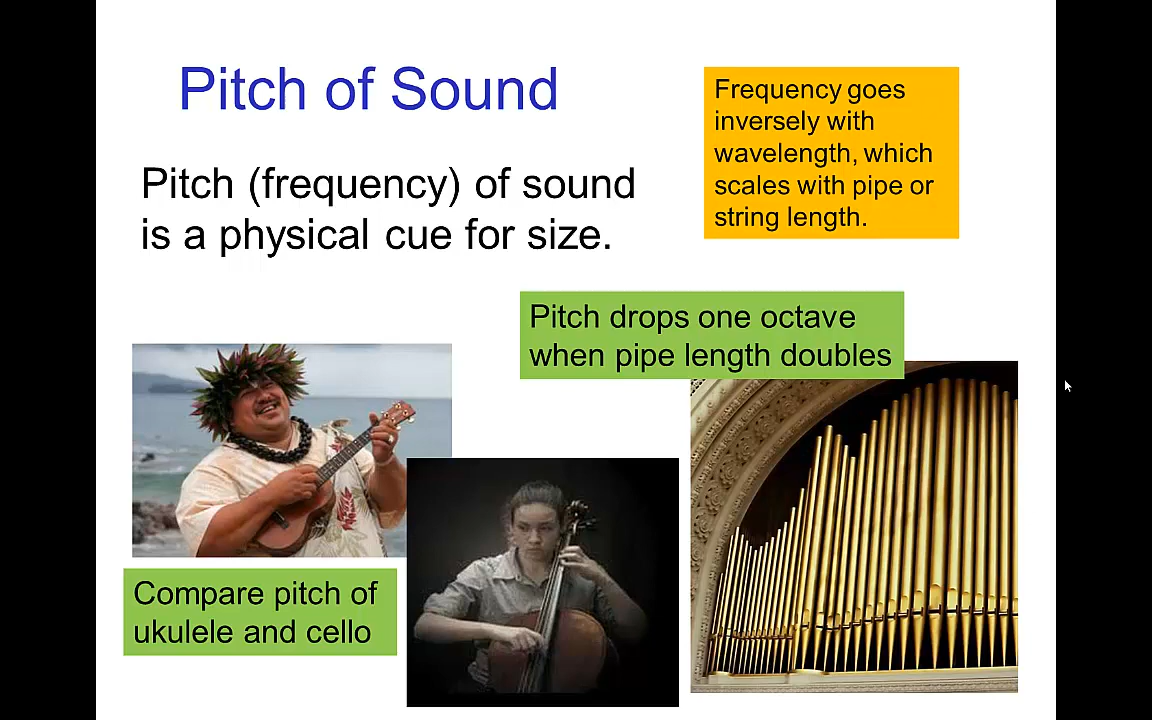 Pitch of Sound
Frequency goes
inversely with
wavelength, which
scales with pipe or
string length.
Pitch (frequency) of sound
is a physical cue for size.
Pitch drops one octave
when pipe length doubles
Compare pitch of
ukulele and cello